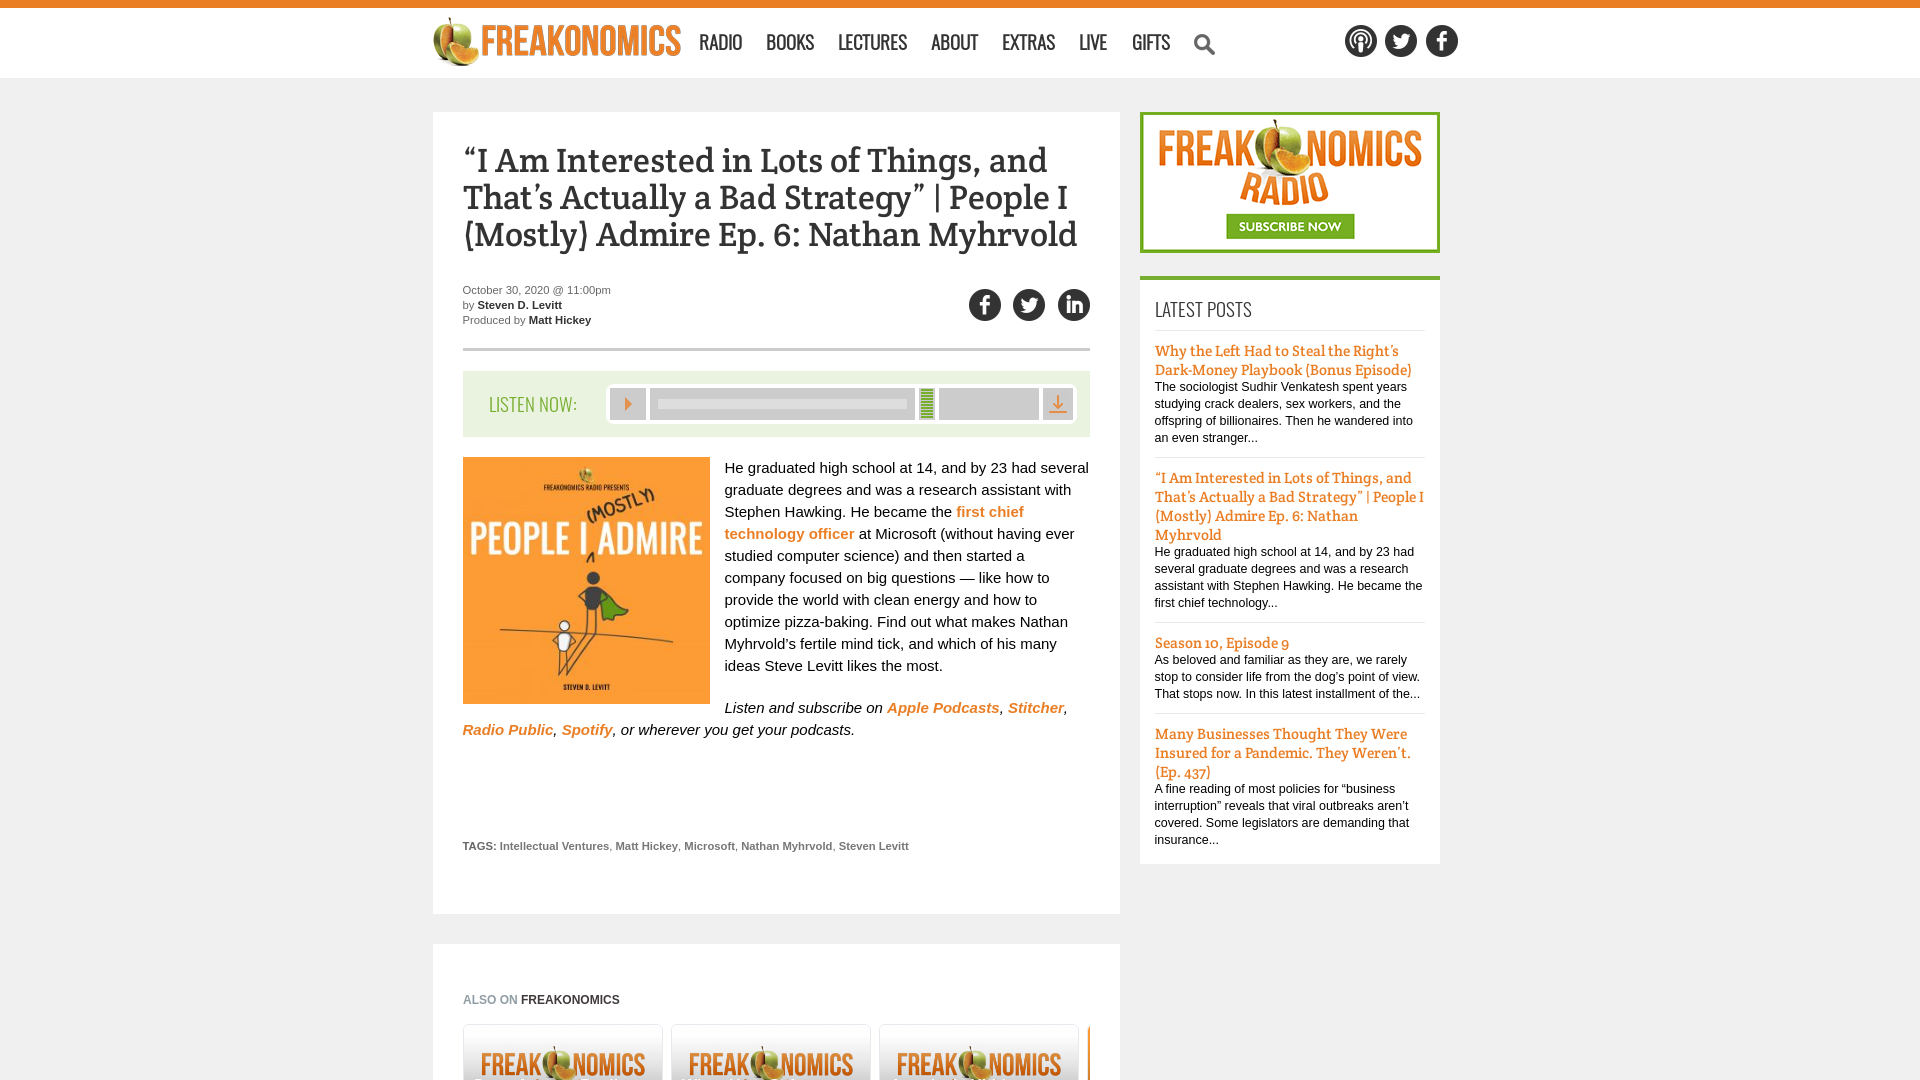 FREAKONOMICS RADIO BOOKS LECTURES ABOUT EXTRAS LIVE GIFTS
“I Am Interested in Lots of Things, and
That’s Actually a Bad Strategy” | People I
(Mostly) Admire Ep. 6: Nathan Myhrvold
October 30, 2020 @ 11:00pm
by Steven D. Levitt
Produced by Matt Hickey
LISTEN NOW:
FREAKONOMICS RADIO PRESENTS
(MOSTLY)
PEOPLE I ADMIRE
STEVEN D. LEVITT
He graduated high school at 14, and by 23 had several
graduate degrees and was a research assistant with
Stephen Hawking. He became the first chief
technology officer at Microsoft (without having ever
studied computer science) and then started a
company focused on big questions — like how to
provide the world with clean energy and how to
optimize pizza-baking. Find out what makes Nathan
Myhrvold’s fertile mind tick, and which of his many
ideas Steve Levitt likes the most.
Listen and subscribe on Apple Podcasts, Stitcher,
Radio Public, Spotify, or wherever you get your podcasts.
TAGS: Intellectual Ventures, Matt Hickey, Microsoft, Nathan Myhrvold, Steven Levitt
ALSO ON FREAKONOMICS
FREAKONOMICS
FREAKONOMICS
FREAKONOMICS
FREAKONOMICS
RADIO
SUBSCRIBE NOW
LATEST POSTS
Why the Left Had to Steal the Right’s
Dark-Money Playbook (Bonus Episode)
The sociologist Sudhir Venkatesh spent years
studying crack dealers, sex workers, and the
offspring of billionaires. Then he wandered into
an even stranger...
“I Am Interested in Lots of Things, and
That’s Actually a Bad Strategy” | People I
(Mostly) Admire Ep. 6: Nathan
Myhrvold
He graduated high school at 14, and by 23 had
several graduate degrees and was a research
assistant with Stephen Hawking. He became the
first chief technology...
Season 10, Episode 9
As beloved and familiar as they are, we rarely
stop to consider life from the dog’s point of view.
That stops now. In this latest installment of the...
Many Businesses Thought They Were
Insured for a Pandemic. They Weren’t.
(Ep. 437)
A fine reading of most policies for “business
interruption” reveals that viral outbreaks aren’t
covered. Some legislators are demanding that
insurance...